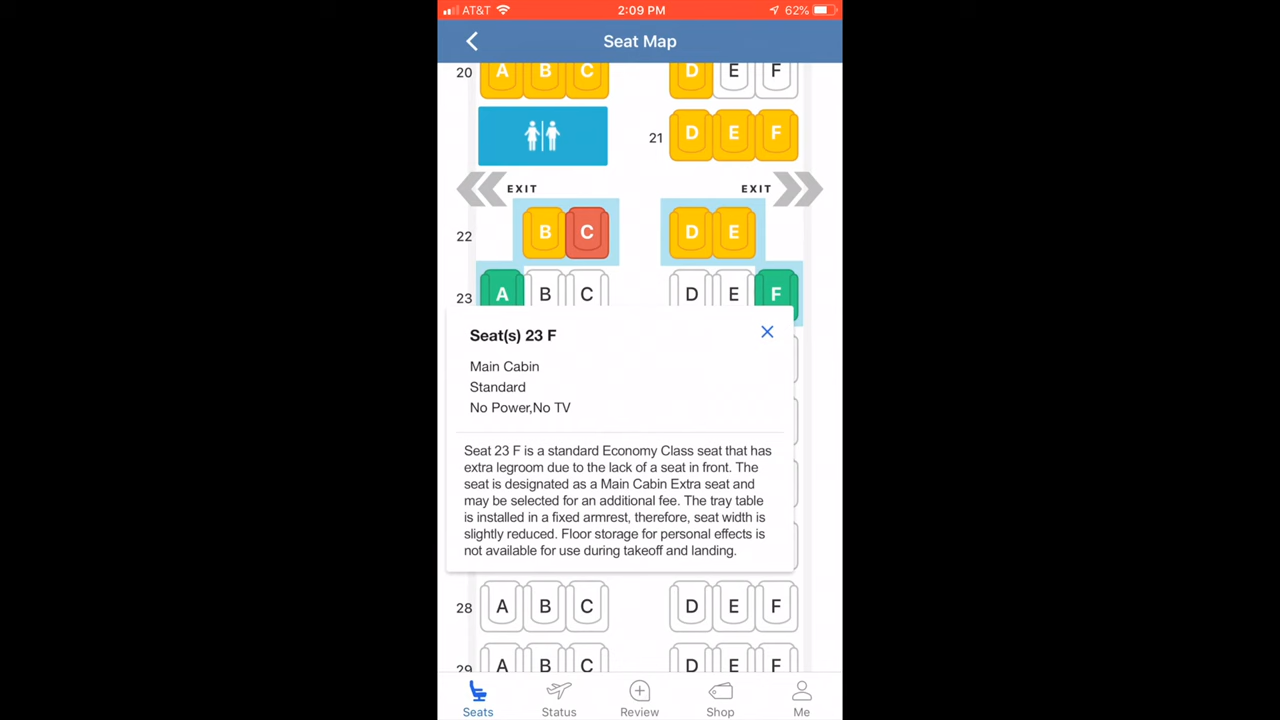 AT&T 2:09 PM 62%
Seat Map
20 A B C D E F
21 D E F
EXIT EXIT
22 B C D E
23 A B C D E F
Seat(s) 23 F
Main Cabin
Standard
No Power,No TV
Seat 23 F is a standard Economy Class seat that has
extra legroom due to the lack of a seat in front. The
seat is designated as a Main Cabin Extra seat and
may be selected for an additional fee. The tray table
is installed in a fixed armrest, therefore, seat width is
slightly reduced. Floor storage for personal effects is
not available for use during takeoff and landing.
28 A B C D E F
29 A B C D E F
Seats Status Review Shop Me